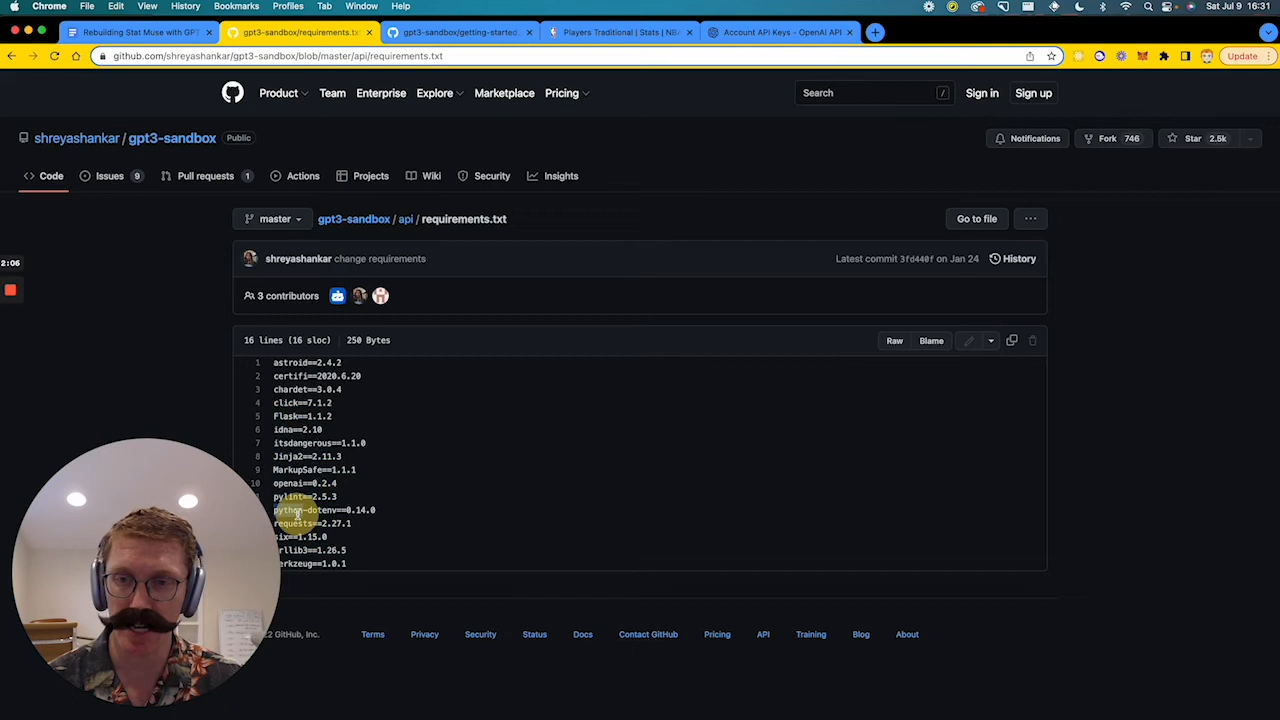 Chrome File Edit View History Bookmarks Profiles Tab Window Help Sat Jul 9 16:31
Rebuilding Stat Muse with GPT gpt3-sandbox/requirements.tx gpt3-sandbox/getting-started. Players Traditional | Stats | NBA Account API Keys - OpenAI API
github.com/shreyashankar/gpt3-sandbox/blob/master/api/requirements.txt Update
Product Team Enterprise Explore Marketplace Pricing Search / Sign in Sign up
shreyashankar / gpt3-sandbox Public Notifications Fork 746 Star 2.5k
Code Issues 9 Pull requests 1 Actions Projects Wiki Security Insights
master gpt3-sandbox / api / requirements.txt Go to file
2:06
shreyashankar change requirements Latest commit 3fd440f on Jan 24 History
3 contributors
16 lines (16 sloc) 250 Bytes Raw Blame
1 astroid==2.4.2
2 certifi==2020.6.20
3 chardet==3.0.4
4 click==7.1.2
5 Flask==1.1.2
6 idna==2.10
7 itsdangerous==1.1.0
8 Jinja2==2.11.3
9 MarkupSafe==1.1.1
10 openai==0.2.4
pylint==2.5.3
python-dotenv==0.14.0
requests==2.27.1
six==1.15.0
rllib3==1.26.5
erkzeug==1.0.1
22 GitHub, Inc. Terms Privacy Security Status Docs Contact GitHub Pricing API Training Blog About